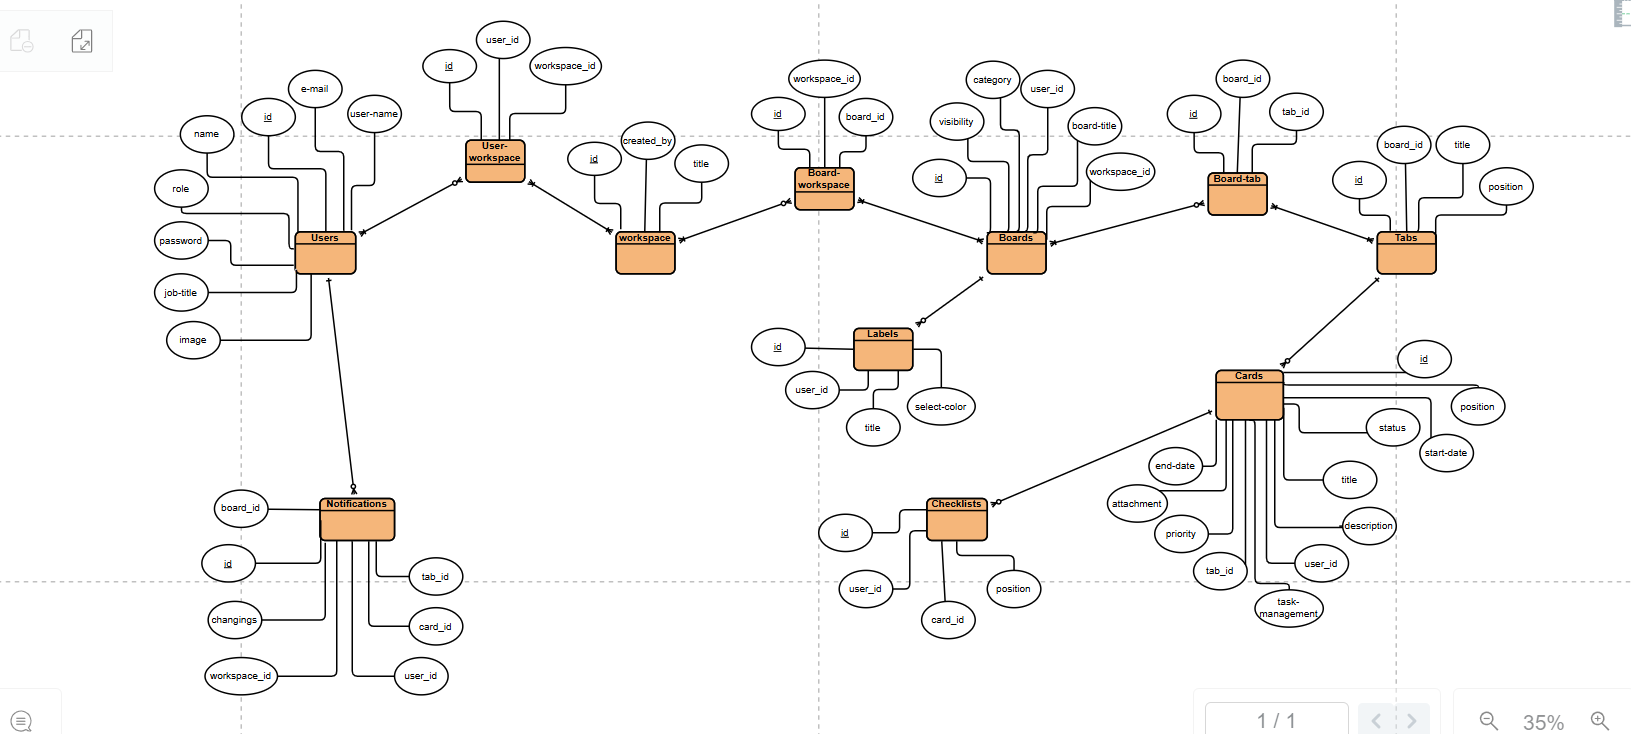 user_id
id
workspace_id
e-mail
id
user-name
name
role
password
job-title
image
Users
User-
workspace
created_by
id
title
workspace
workspace_id
id
board_id
Board-
workspace
category
user_id
visibility
board-title
id
workspace_id
Boards
board_id
id
tab_id
Board-tab
board_id
title
id
position
Tabs
Labels
id
user_id
select-color
title
Cards
id
position
status
start-date
end-date
title
attachment
description
priority
user_id
tab_id
task-
management
Checklists
id
user_id
position
card_id
Notifications
board_id
id
tab_id
changings
card_id
workspace_id
user_id
1 / 1
35%